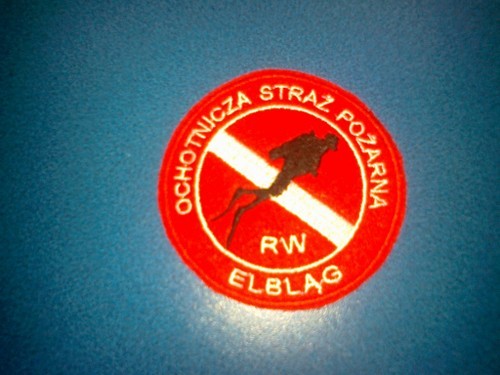 OCHOTNICZA STRAŻ POŻARNA
RW
ELBLĄG